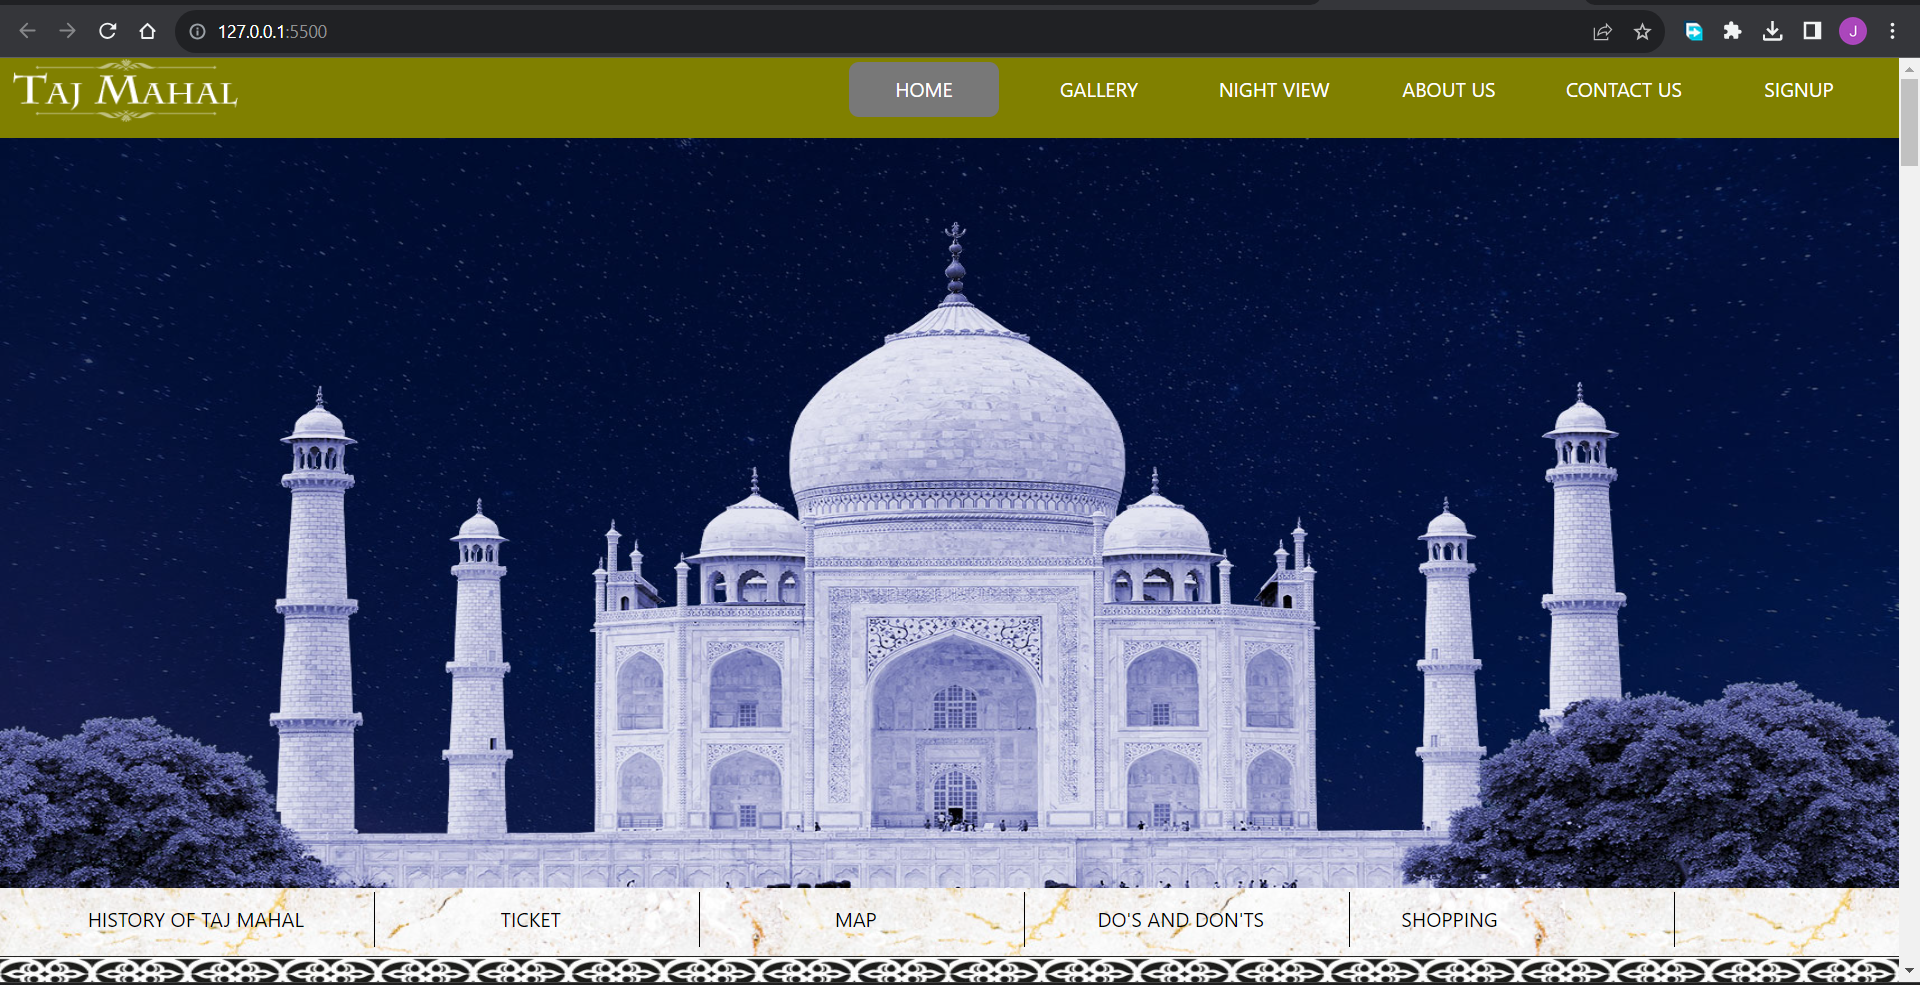 127.0.0.1:5500
J
TAJ MAHAL
HOME
GALLERY
NIGHT VIEW
ABOUT US
CONTACT US
SIGNUP
HISTORY OF TAJ MAHAL
TICKET
MAP
DO'S AND DON'TS
SHOPPING